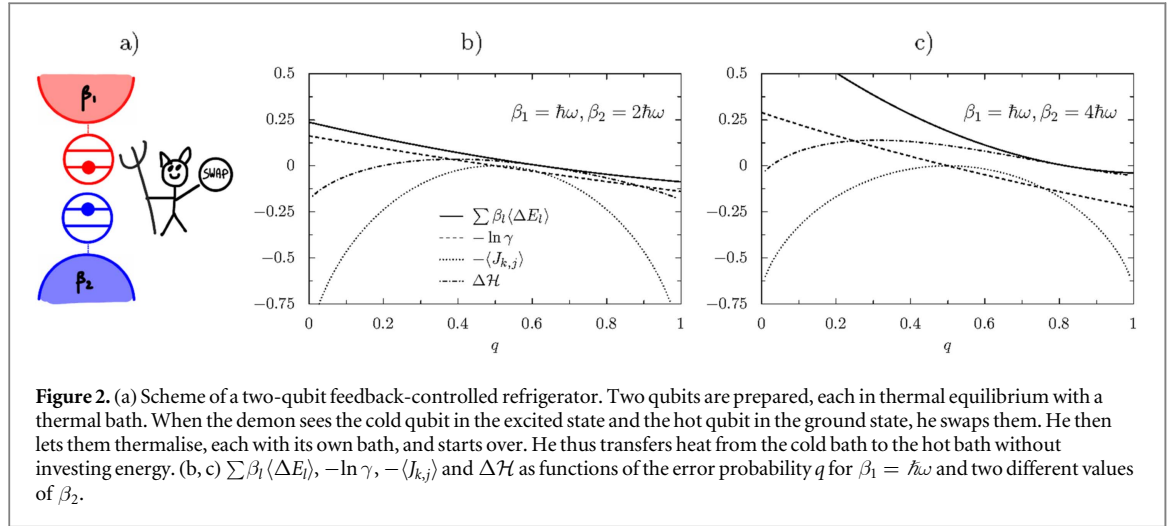 a)
β₁
SWAP
β₂
b)
0.5
0.25
0
−0.25
−0.5
−0.75
0
0.2
0.4
0.6
0.8
1
q
β₁ = ħω, β₂ = 2ħω
∑ β_l⟨ΔE_l⟩
− ln γ
−⟨J_{k,j}⟩
Δℋ
c)
0.5
0.25
0
−0.25
−0.5
−0.75
0
0.2
0.4
0.6
0.8
1
q
β₁ = ħω, β₂ = 4ħω
Figure 2. (a) Scheme of a two-qubit feedback-controlled refrigerator. Two qubits are prepared, each in thermal equilibrium with a
thermal bath. When the demon sees the cold qubit in the excited state and the hot qubit in the ground state, he swaps them. He then
lets them thermalise, each with its own bath, and starts over. He thus transfers heat from the cold bath to the hot bath without
investing energy. (b, c) ∑ β_l⟨ΔE_l⟩, −ln γ, −⟨J_{k,j}⟩ and Δℋ as functions of the error probability q for β₁ = ħω and two different values
of β₂.